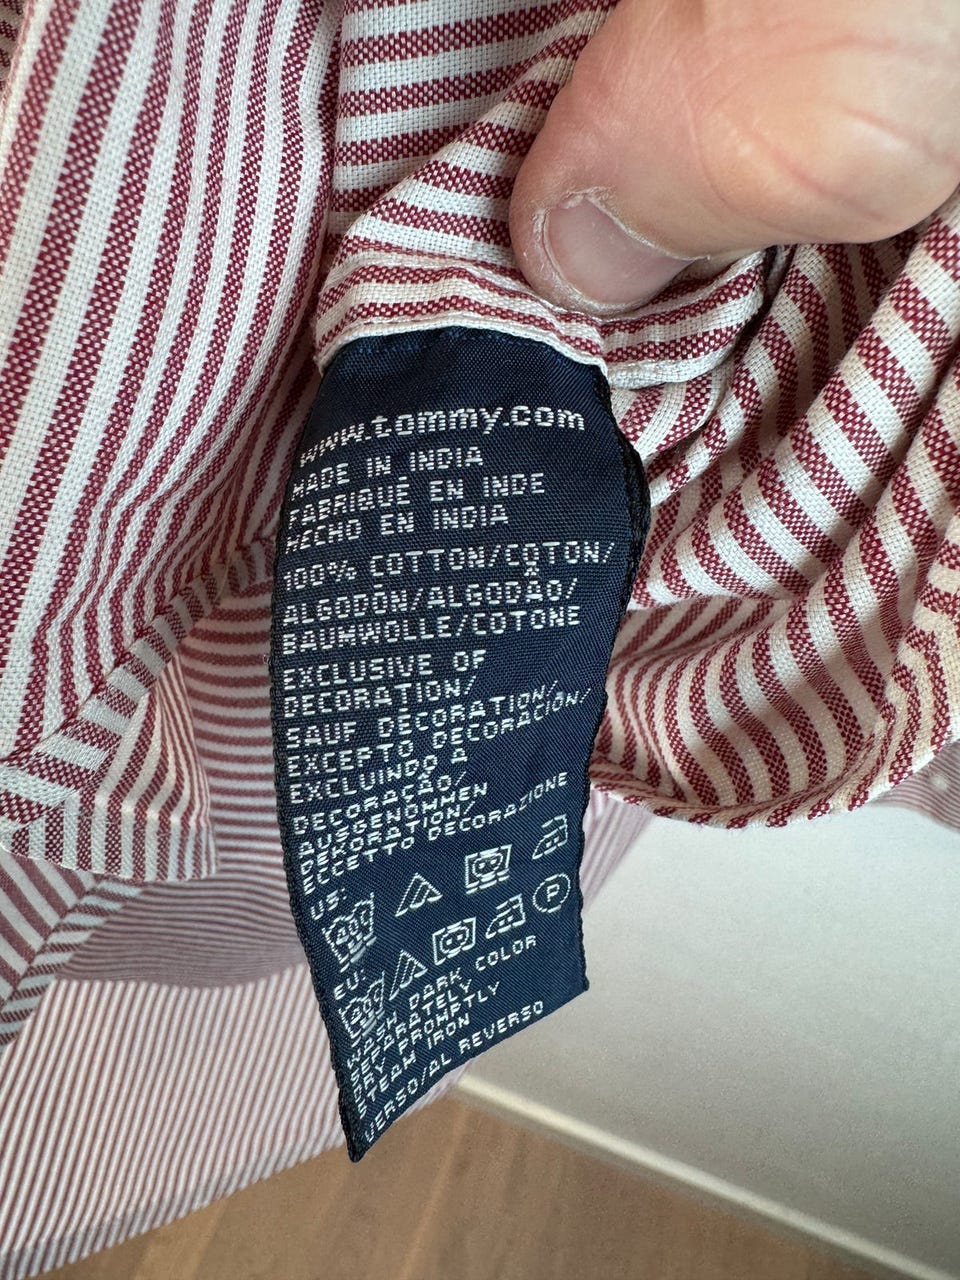 www.tommy.com
MADE IN INDIA
FABRIQUÉ EN INDE
HECHO EN INDIA
100% COTTON/COTON/
ALGODÓN/ALGODÃO/
BAUMWOLLE/COTONE
EXCLUSIVE OF
DECORATION/
SAUF DÉCORATION/
EXCEPTO DECORACIÓN/
EXCLUINDO A
DECORAÇÃO/
AUSGENOMMEN
DEKORATION/
ECCETTO DECORAZIONE
US:
40C
P
EU:
40C
WASH DARK COLOR
SEPARATELY
DRY PROMPTLY
STEAM IRON
VERSO/AL REVERSO